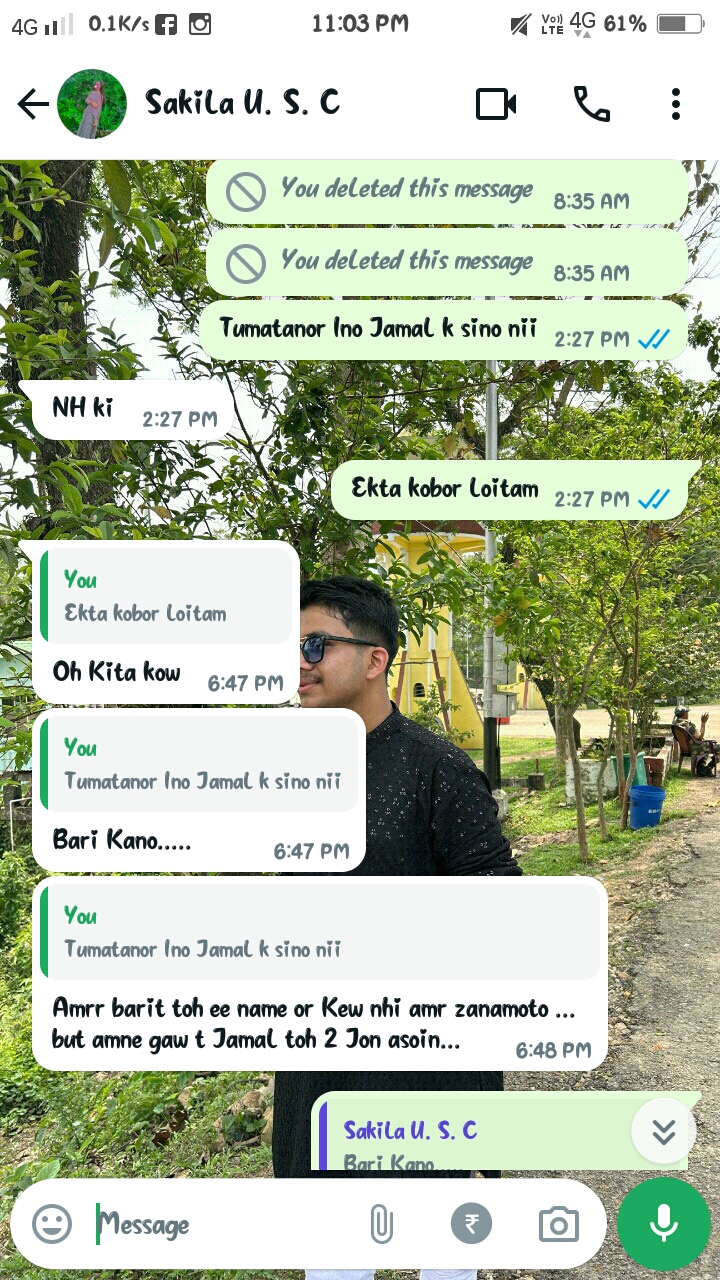 4G 0.1K/s 11:03 PM Vo)) LTE 4G 61%
Sakila U. S. C
You deleted this message 8:35 AM
You deleted this message 8:35 AM
Tumatanor Ino Jamal k sino nii 2:27 PM
NH ki 2:27 PM
Ekta kobor Loitam 2:27 PM
You
Ekta kobor Loitam
Oh Kita kow 6:47 PM
You
Tumatanor Ino Jamal k sino nii
Bari Kano..... 6:47 PM
You
Tumatanor Ino Jamal k sino nii
Amrr barit toh ee name or Kew nhi amr zanamoto ...
but amne gaw t Jamal toh 2 Jon asoin... 6:48 PM
Sakila U. S. C
Bari Kano.....
Message